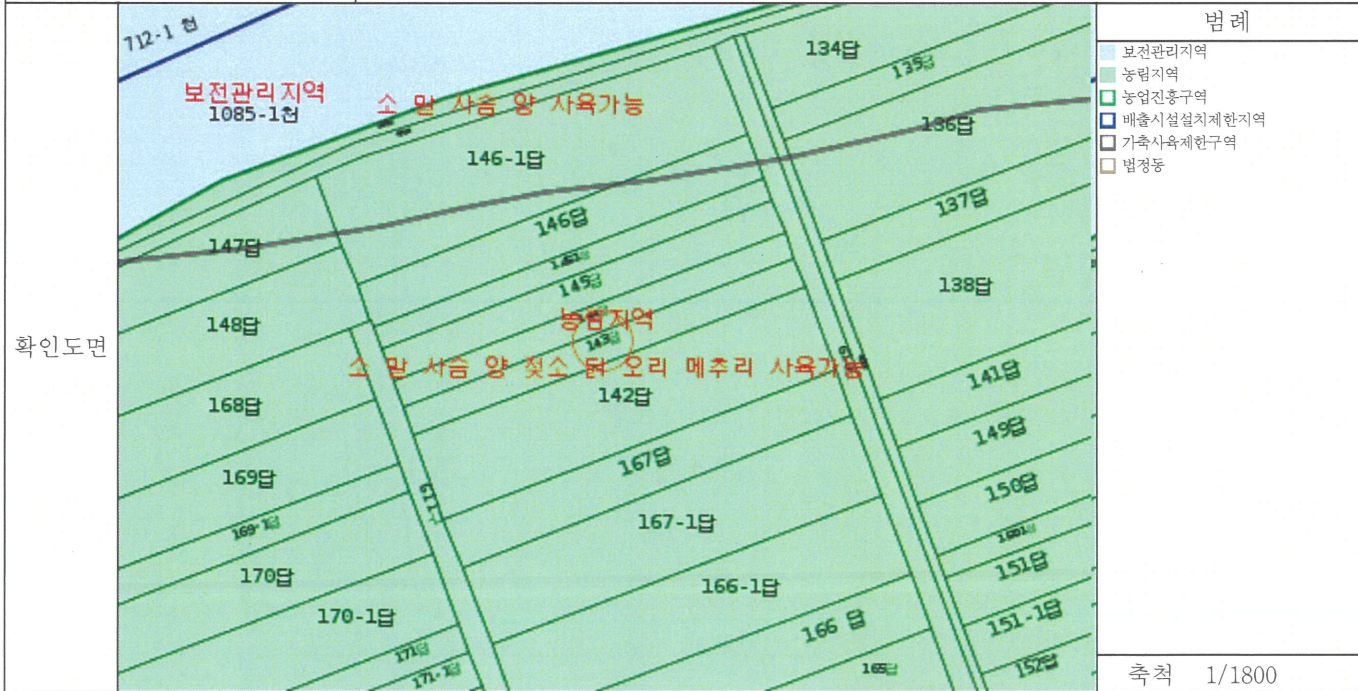 확인도면
712-1 천
보전관리지역
1085-1천
소 말 사슴 양 사육가능
134답
135답
136답
146-1답
137답
147답
146답
145답
138답
148답
농림지역
143답
소 말 사슴 양 젖소 닭 오리 메추리 사육가능
142답
141답
168답
149답
167답
169답
150답
167-1답
169-1답
151답
170답
166-1답
170-1답
166 답
151-1답
171답
171-1답
165답
152답
범례
보전관리지역
농림지역
농업진흥구역
배출시설설치제한지역
가축사육제한구역
법정동
축척 1/1800